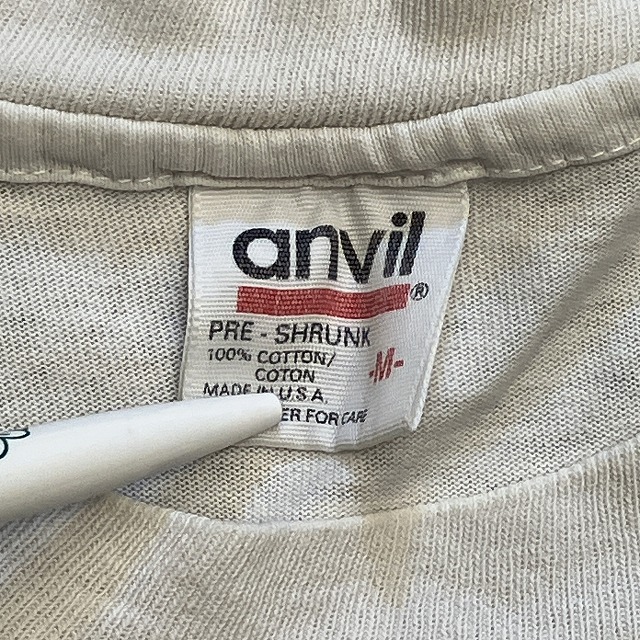 anvil®
PRE-SHRUNK
100% COTTON/
COTON
-M-
MADE IN U.S.A.
FOR CARE